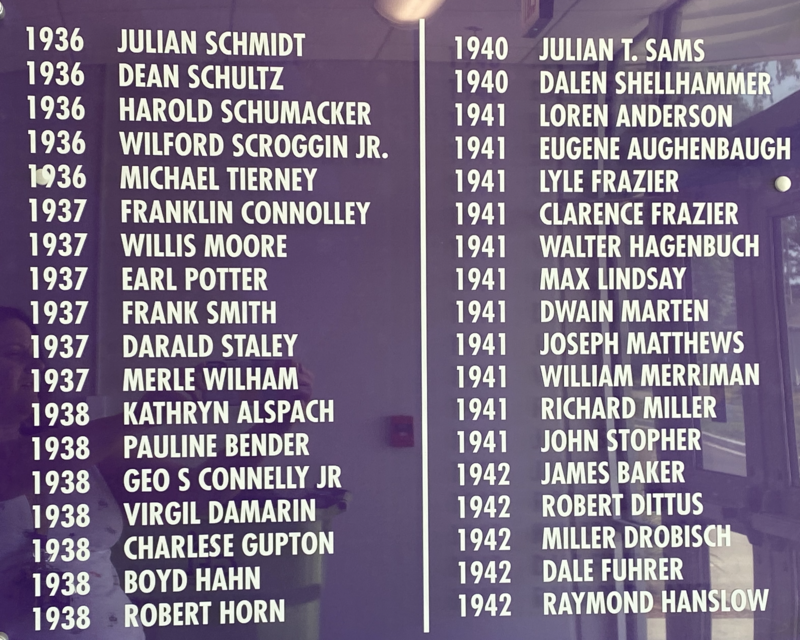 1936 JULIAN SCHMIDT
1936 DEAN SCHULTZ
1936 HAROLD SCHUMACKER
1936 WILFORD SCROGGIN JR.
1936 MICHAEL TIERNEY
1937 FRANKLIN CONNOLLEY
1937 WILLIS MOORE
1937 EARL POTTER
1937 FRANK SMITH
1937 DARALD STALEY
1937 MERLE WILHAM
1938 KATHRYN ALSPACH
1938 PAULINE BENDER
1938 GEO S CONNELLY JR
1938 VIRGIL DAMARIN
1938 CHARLESE GUPTON
1938 BOYD HAHN
1938 ROBERT HORN
1940 JULIAN T. SAMS
1940 DALEN SHELLHAMMER
1941 LOREN ANDERSON
1941 EUGENE AUGHENBAUGH
1941 LYLE FRAZIER
1941 CLARENCE FRAZIER
1941 WALTER HAGENBUCH
1941 MAX LINDSAY
1941 DWAIN MARTEN
1941 JOSEPH MATTHEWS
1941 WILLIAM MERRIMAN
1941 RICHARD MILLER
1941 JOHN STOPHER
1942 JAMES BAKER
1942 ROBERT DITTUS
1942 MILLER DROBISCH
1942 DALE FUHRER
1942 RAYMOND HANSLOW